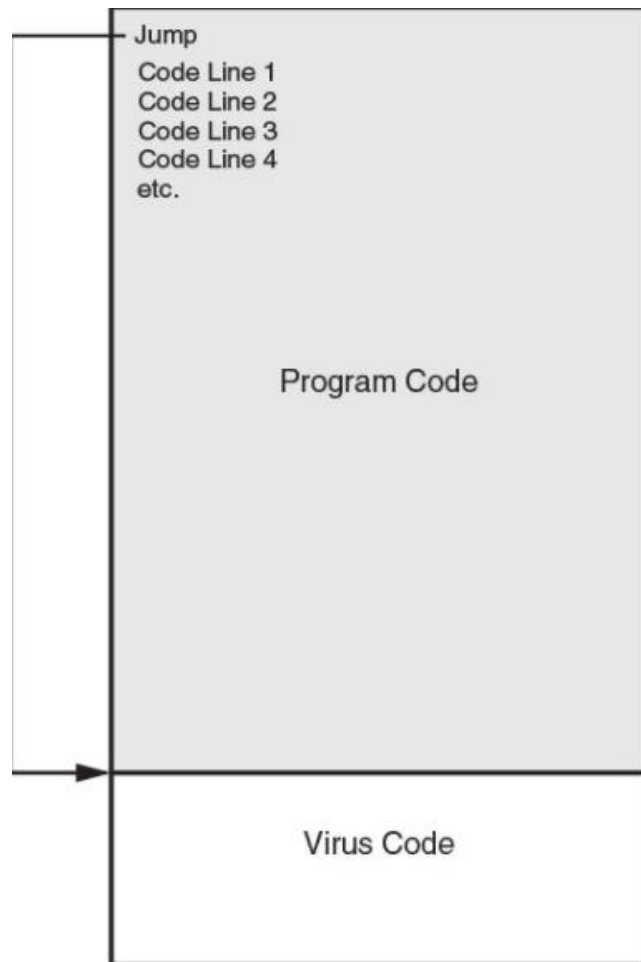 Jump
Code Line 1
Code Line 2
Code Line 3
Code Line 4
etc.
Program Code
Virus Code